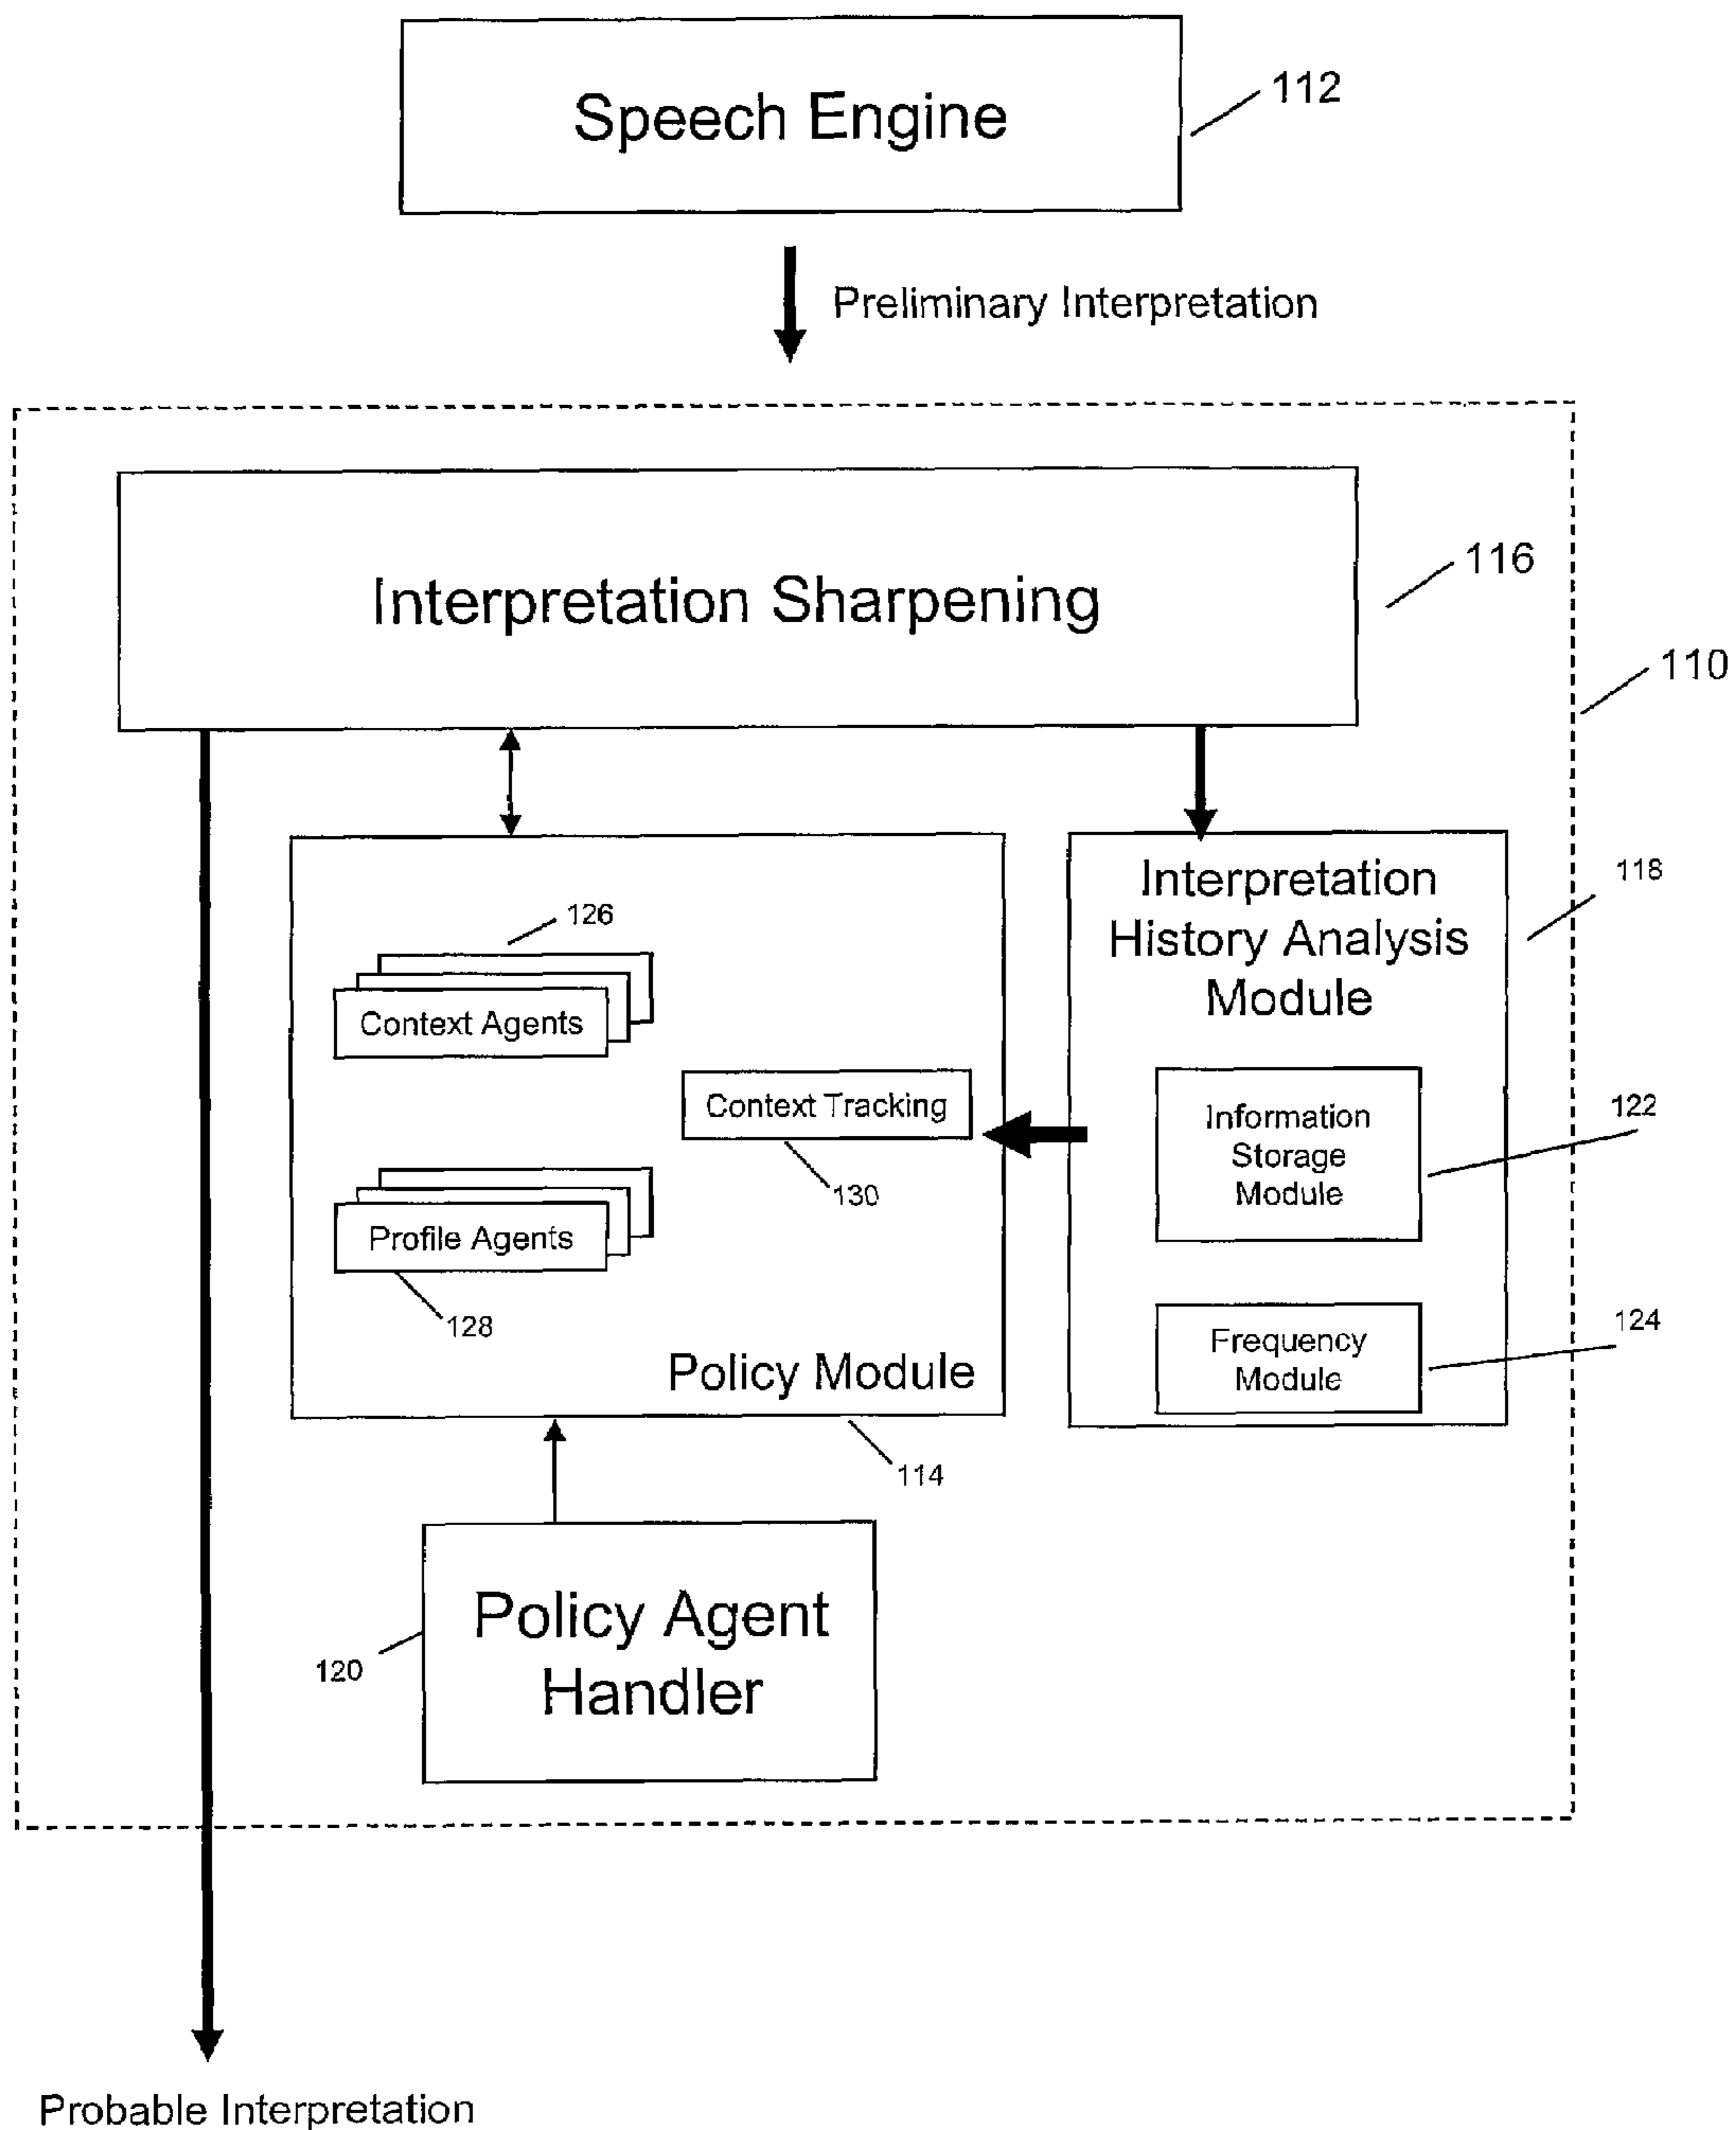 Speech Engine
112
Preliminary Interpretation
Interpretation Sharpening
116
110
Interpretation
History Analysis
Module
118
126
Context Agents
Context Tracking
130
Information
Storage
Module
122
Profile Agents
128
Frequency
Module
124
Policy Module
114
Policy Agent
Handler
120
Probable Interpretation